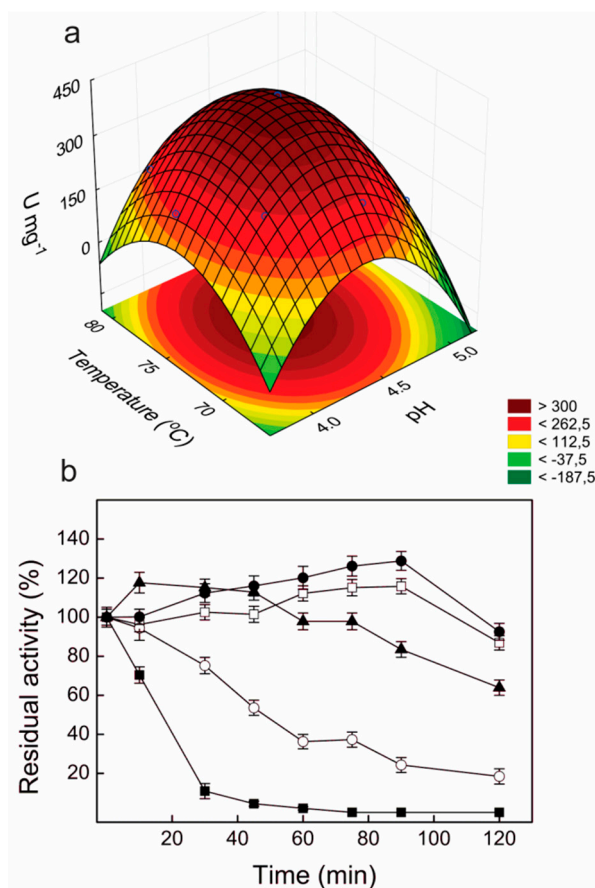 a
450
300
150
0
U mg-1
80
75
70
Temperature (°C)
4.0
4.5
5.0
pH
> 300
< 262,5
< 112,5
< -37,5
< -187,5
b
140
120
100
80
60
40
20
Residual activity (%)
20 40 60 80 100 120
Time (min)